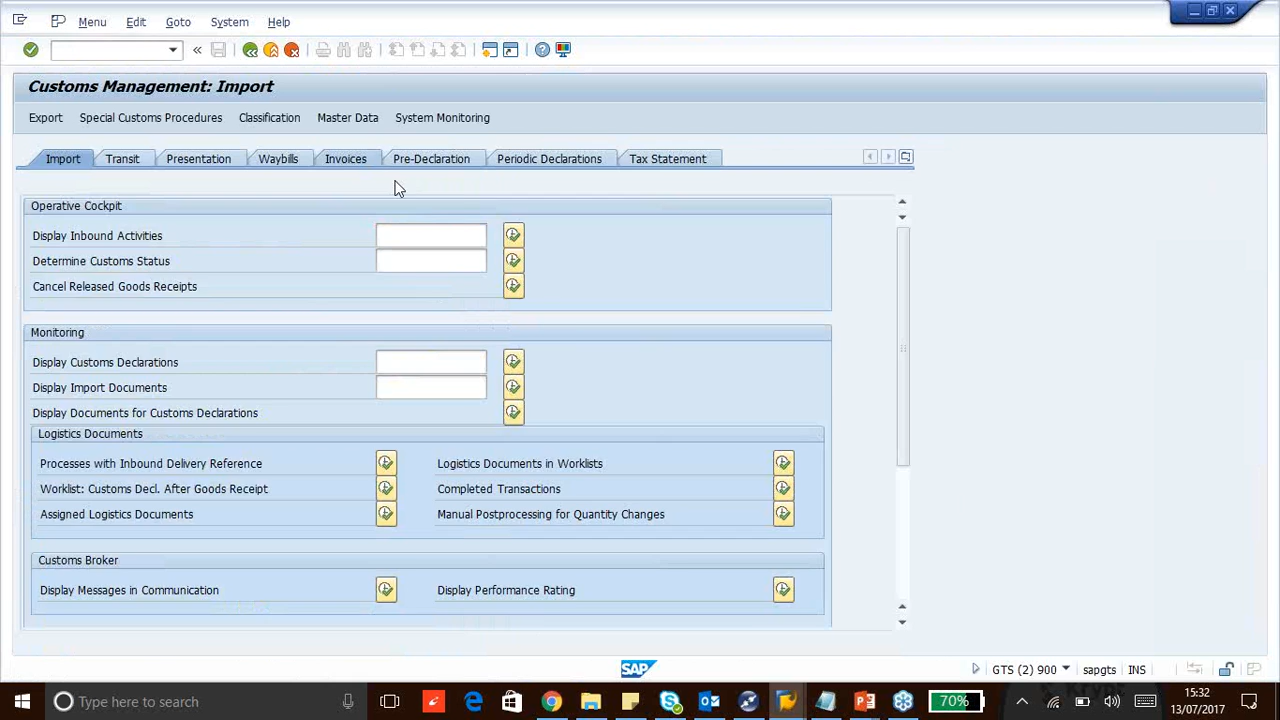 Menu Edit Goto System Help
Customs Management: Import
Export Special Customs Procedures Classification Master Data System Monitoring
Import Transit Presentation Waybills Invoices Pre-Declaration Periodic Declarations Tax Statement
Operative Cockpit
Display Inbound Activities
Determine Customs Status
Cancel Released Goods Receipts
Monitoring
Display Customs Declarations
Display Import Documents
Display Documents for Customs Declarations
Logistics Documents
Processes with Inbound Delivery Reference Logistics Documents in Worklists
Worklist: Customs Decl. After Goods Receipt Completed Transactions
Assigned Logistics Documents Manual Postprocessing for Quantity Changes
Customs Broker
Display Messages in Communication Display Performance Rating
SAP GTS (2) 900 sapgts INS
Type here to search 70% 15:32
13/07/2017